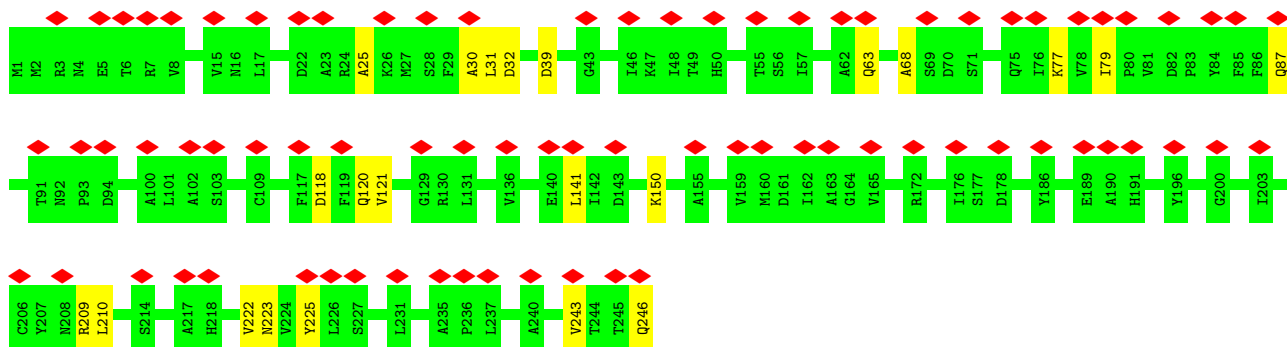 M1 M2 R3 N4 E5 T6 R7 V8 V15 N16 L17 D22 A23 R24 A25 K26 M27 S28 F29 A30 L31 D32 D39 G43 I46 K47 I48 T49 H50 T55 S56 I57 A62 Q63 A68 S69 D70 S71 Q75 I76 K77 V78 I79 P80 V81 D82 P83 Y84 F85 F86 Q87
T91 N92 P93 D94 A100 L101 A102 S103 C109 F117 D118 F119 Q120 V121 G129 R130 L131 V136 E140 L141 I142 D143 K150 A155 V159 M160 D161 I162 A163 G164 V165 R172 I176 S177 D178 Y186 E189 A190 H191 Y196 G200 I203
C206 Y207 N208 R209 L210 S214 A217 H218 V222 N223 V224 Y225 L226 S227 L231 A235 P236 L237 A240 V243 T244 T245 Q246